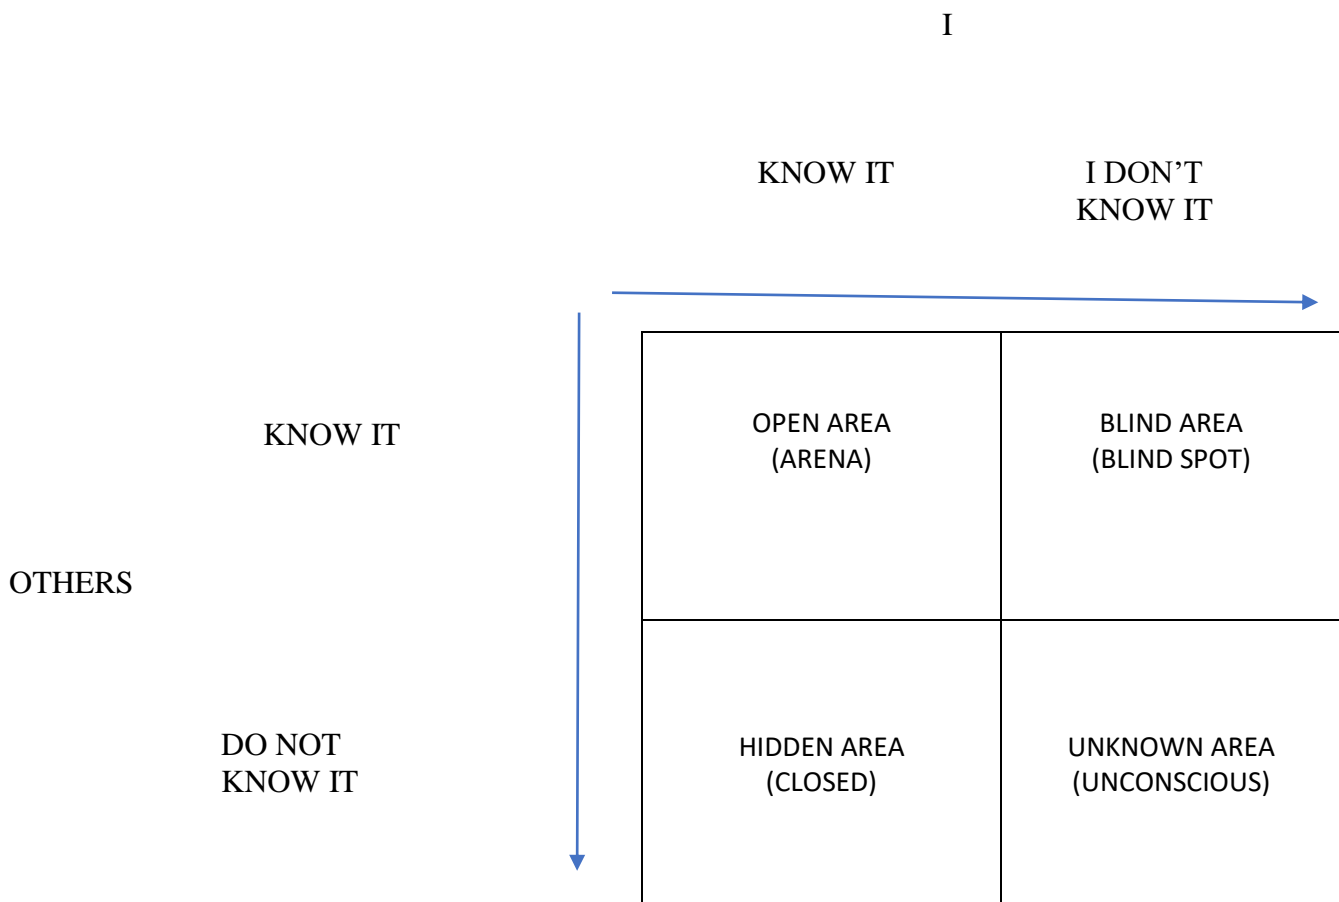 I
KNOW IT
I DON’T
KNOW IT
KNOW IT
OPEN AREA
(ARENA)
BLIND AREA
(BLIND SPOT)
OTHERS
DO NOT
KNOW IT
HIDDEN AREA
(CLOSED)
UNKNOWN AREA
(UNCONSCIOUS)